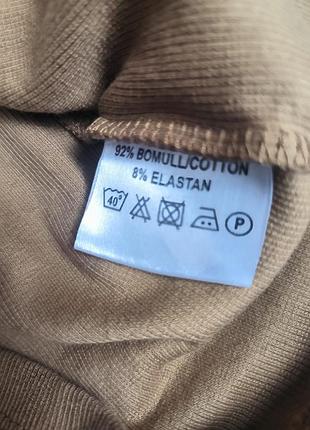 92% BOMULL/COTTON
8% ELASTAN
40° P